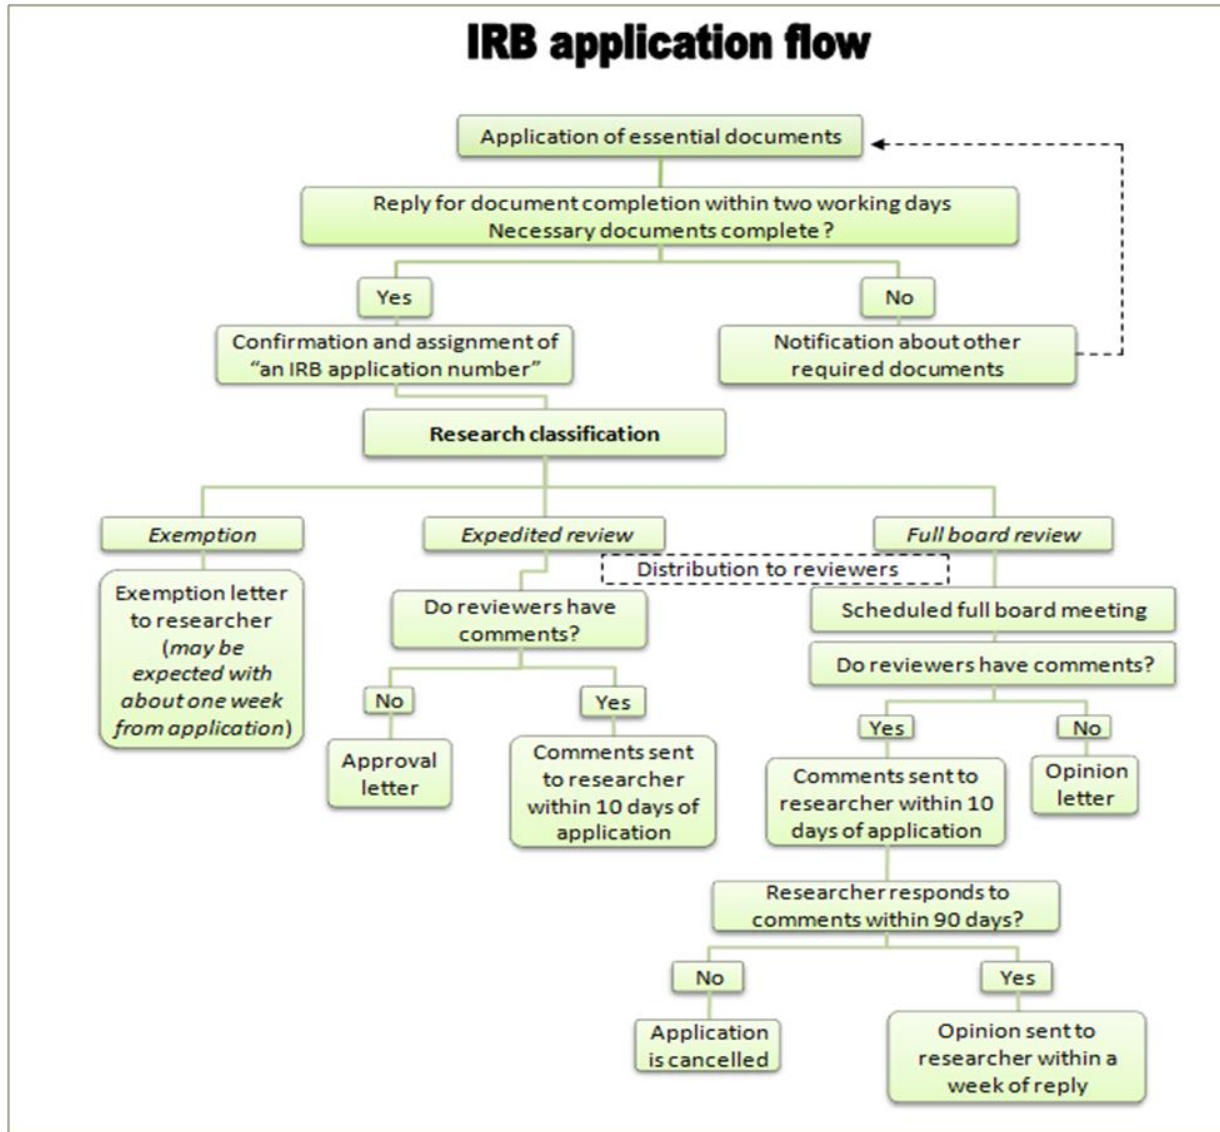 IRB application flow
Application of essential documents
Reply for document completion within two working days
Necessary documents complete ?
Yes
No
Confirmation and assignment of
“an IRB application number”
Notification about other
required documents
Research classification
Exemption
Expedited review
Full board review
Distribution to reviewers
Exemption letter
to researcher
(may be
expected with
about one week
from application)
Do reviewers have
comments?
Scheduled full board meeting
Do reviewers have comments?
No
Yes
Yes
No
Approval
letter
Comments sent
to researcher
within 10 days of
application
Comments sent to
researcher within 10
days of application
Opinion
letter
Researcher responds to
comments within 90 days?
No
Yes
Application
is cancelled
Opinion sent to
researcher within a
week of reply